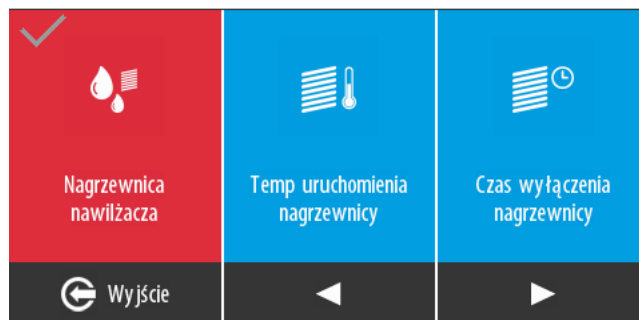 Nagrzewnica
nawilżacza
Temp uruchomienia
nagrzewnicy
Czas wyłączenia
nagrzewnicy
Wyjście